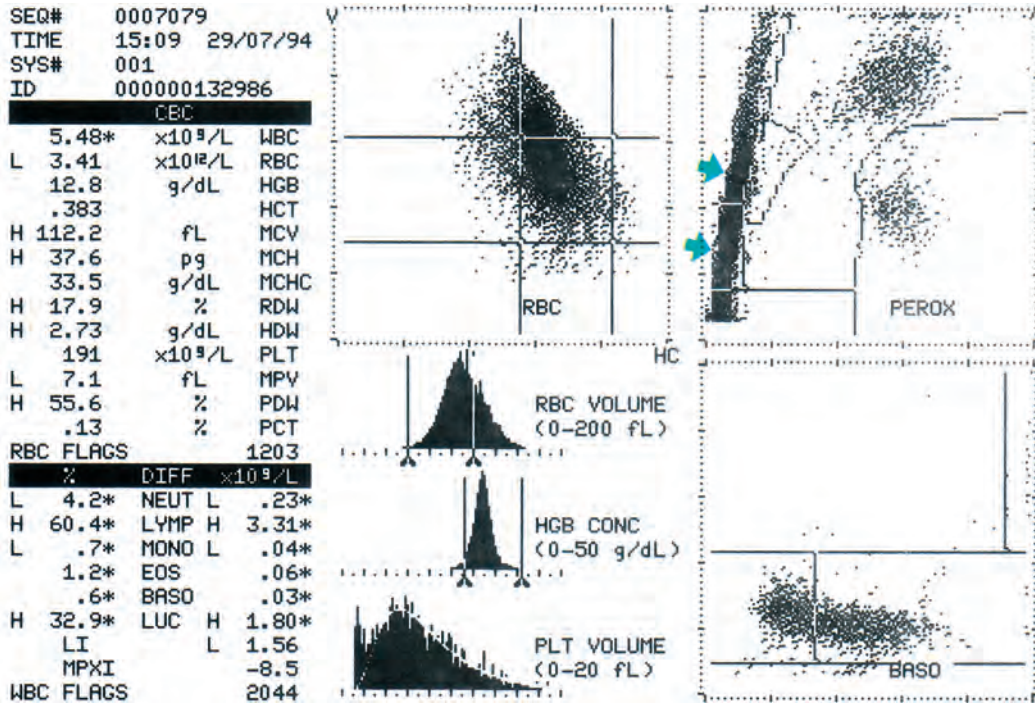 SEQ# 0007079
TIME 15:09 29/07/94
SYS# 001
ID 000000132986
CBC
5.48* x10⁹/L WBC
L 3.41 x10¹²/L RBC
12.8 g/dL HGB
.383 HCT
H 112.2 fL MCV
H 37.6 pg MCH
33.5 g/dL MCHC
H 17.9 % RDW
H 2.73 g/dL HDW
191 x10⁹/L PLT
L 7.1 fL MPV
H 55.6 % PDW
.13 % PCT
RBC FLAGS 1203
% DIFF x10⁹/L
L 4.2* NEUT L .23*
H 60.4* LYMP H 3.31*
L .7* MONO L .04*
1.2* EOS .06*
.6* BASO .03*
H 32.9* LUC H 1.80*
LI L 1.56
MPXI -8.5
WBC FLAGS 2044
V
RBC
HC
RBC VOLUME
(0-200 fL)
HGB CONC
(0-50 g/dL)
PLT VOLUME
(0-20 fL)
PEROX
BASO